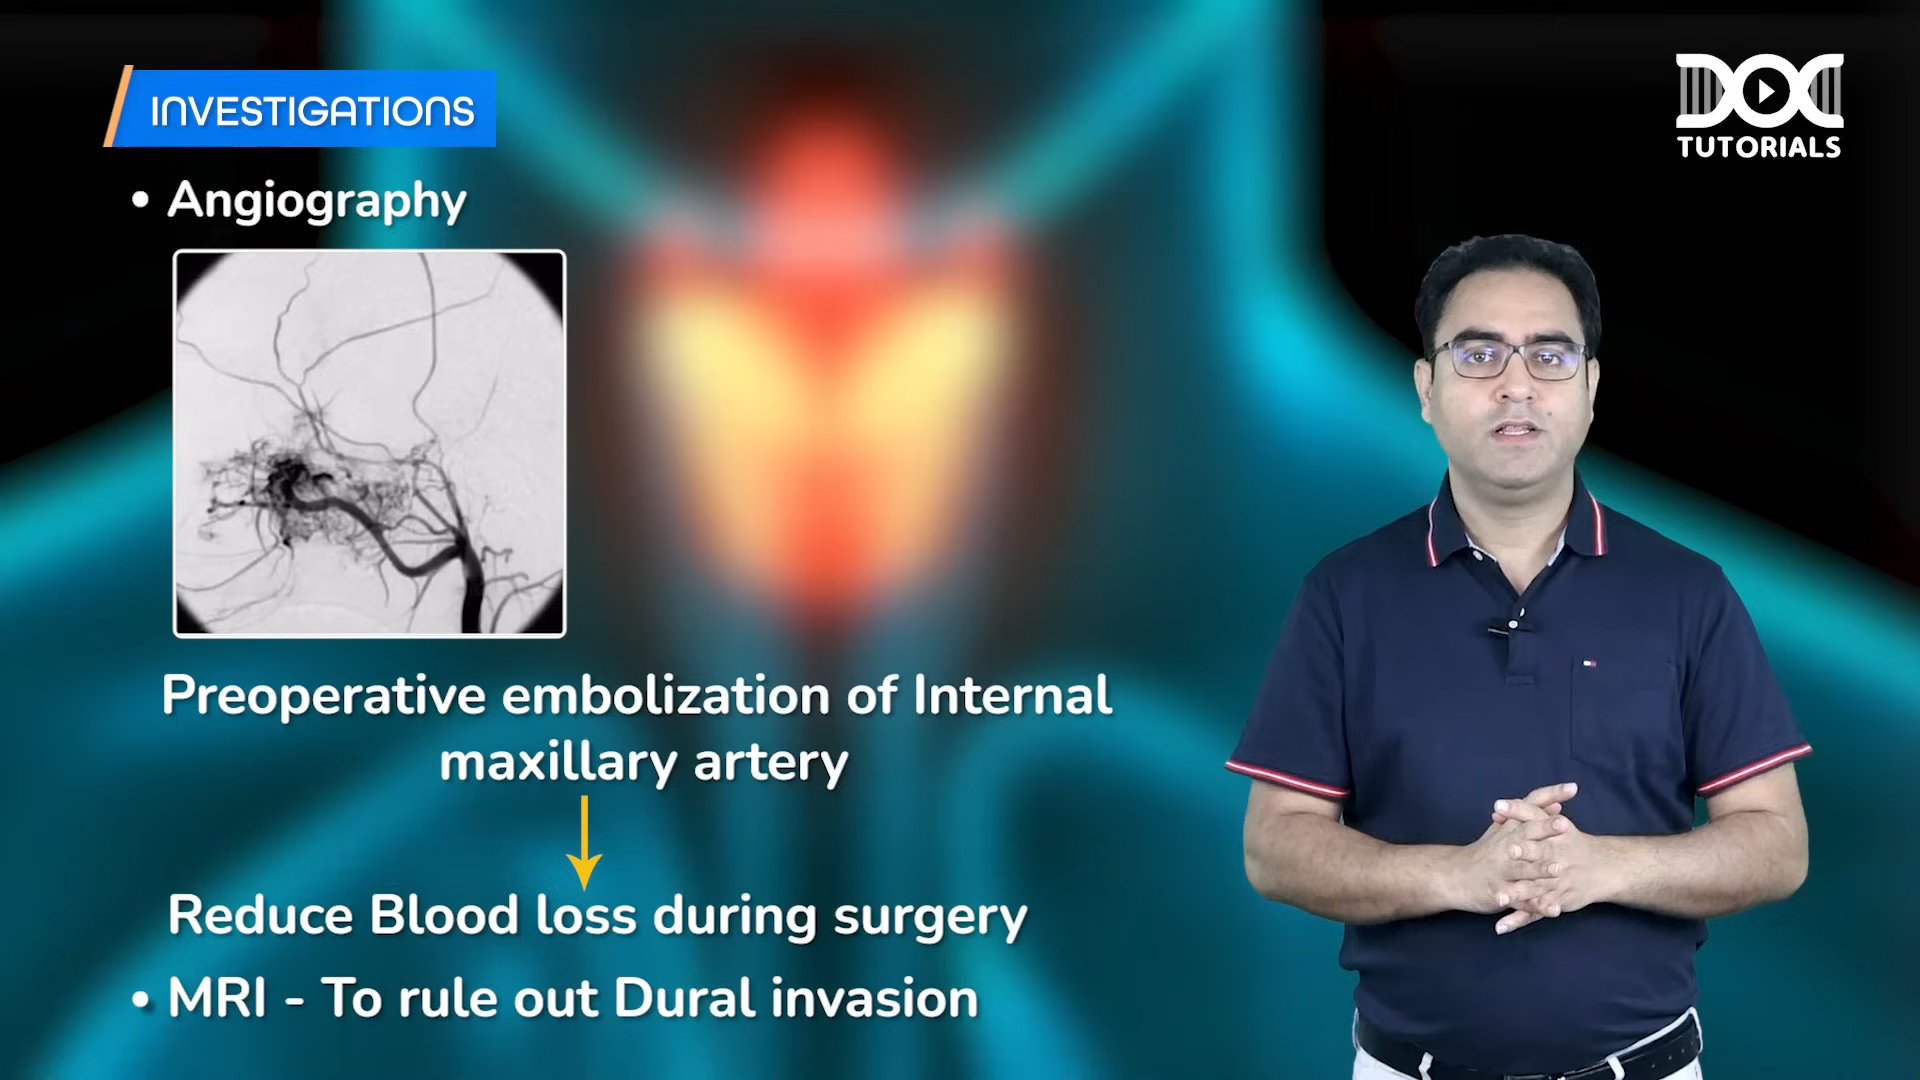 INVESTIGATIONS
DOC
TUTORIALS
• Angiography
Preoperative embolization of Internal
maxillary artery
Reduce Blood loss during surgery
• MRI - To rule out Dural invasion